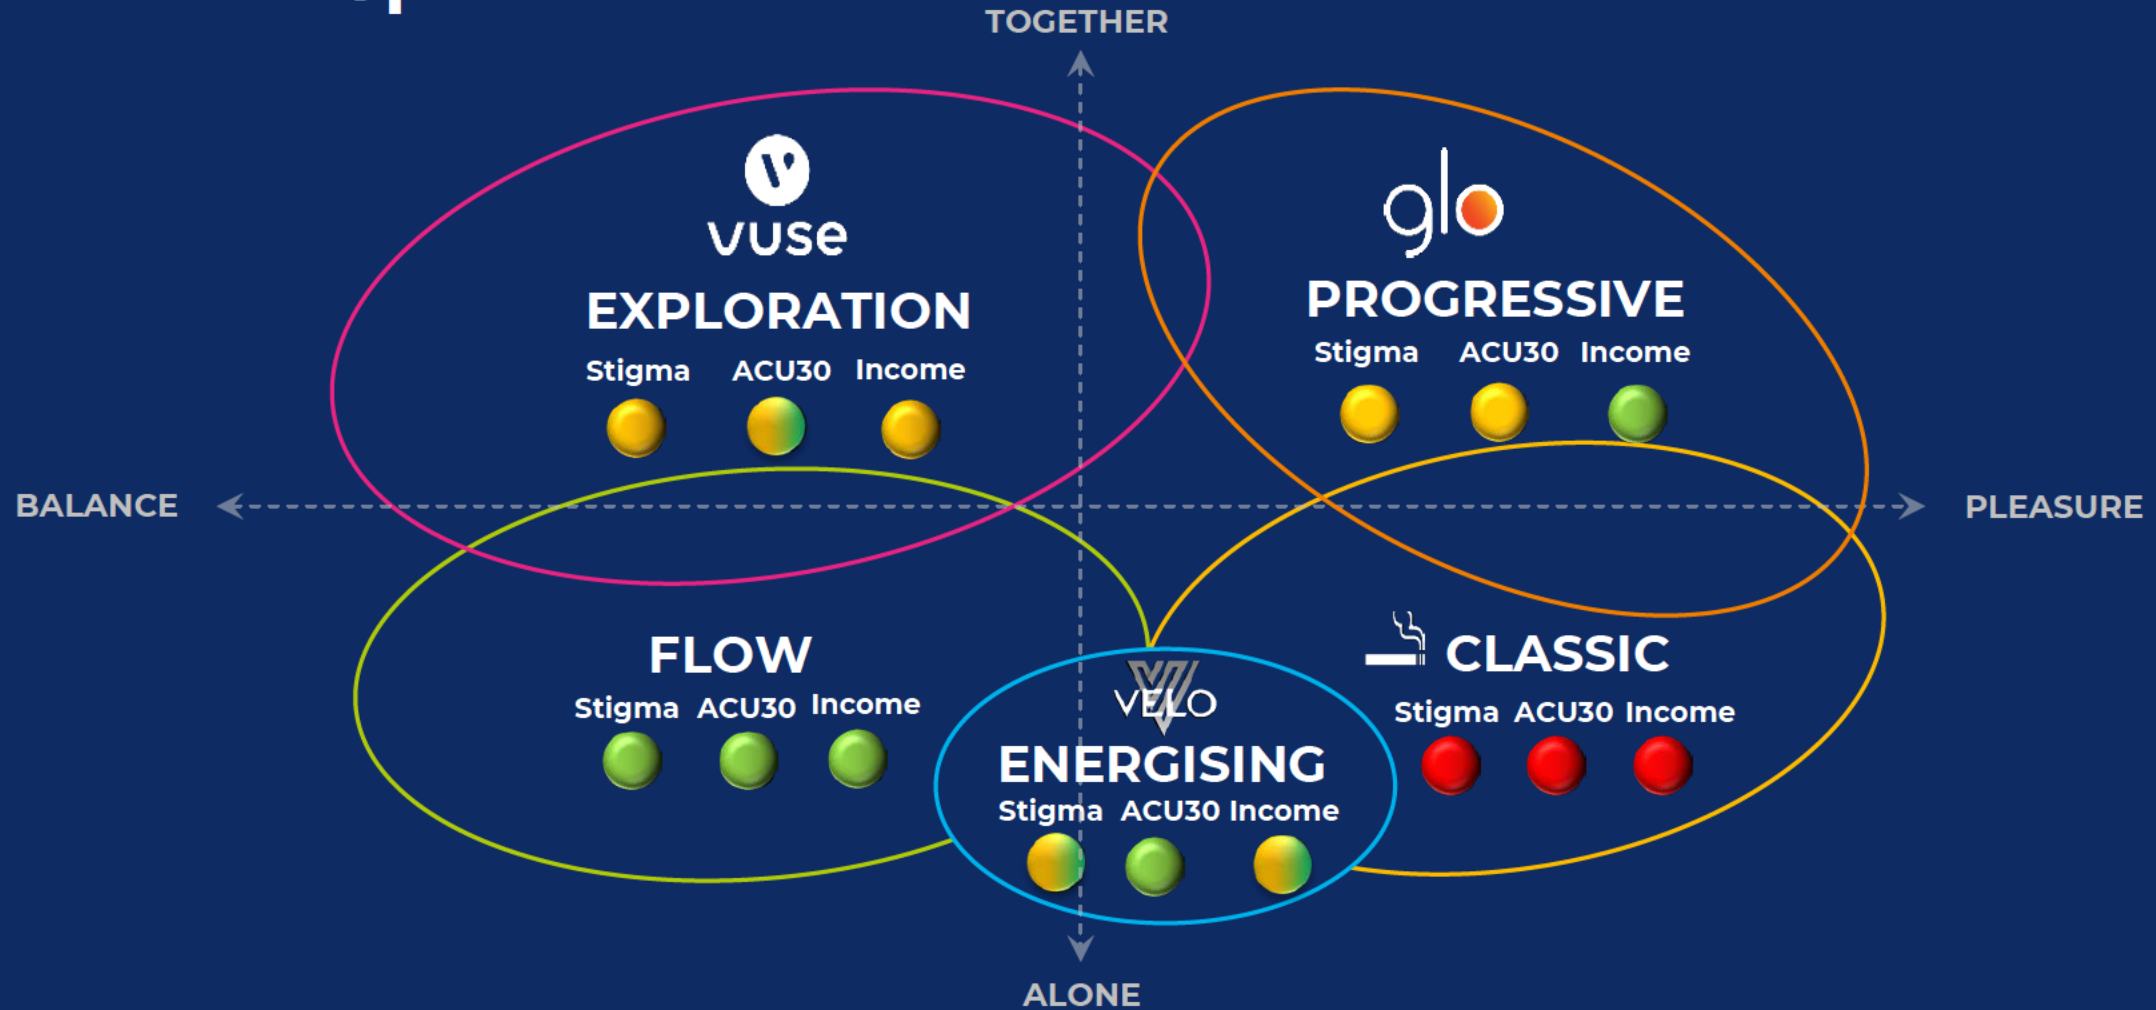 TOGETHER
vuse
EXPLORATION
Stigma ACU30 Income
glo
PROGRESSIVE
Stigma ACU30 Income
BALANCE
PLEASURE
FLOW
Stigma ACU30 Income
VELO
ENERGISING
Stigma ACU30 Income
CLASSIC
Stigma ACU30 Income
ALONE